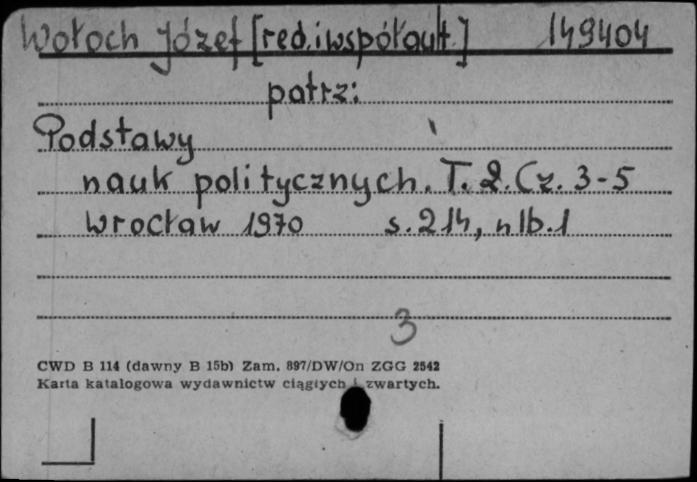 Wołoch Józef [red.i współaut.] 149404
patrz:
Podstawy
nauk politycznych. T. 2. Cz. 3-5
Wrocław 1970 s. 214, nlb. 1
3
CWD B 114 (dawny B 15b) Zam. 897/DW/On ZGG 2542
Karta katalogowa wydawnictw ciągłych i zwartych.